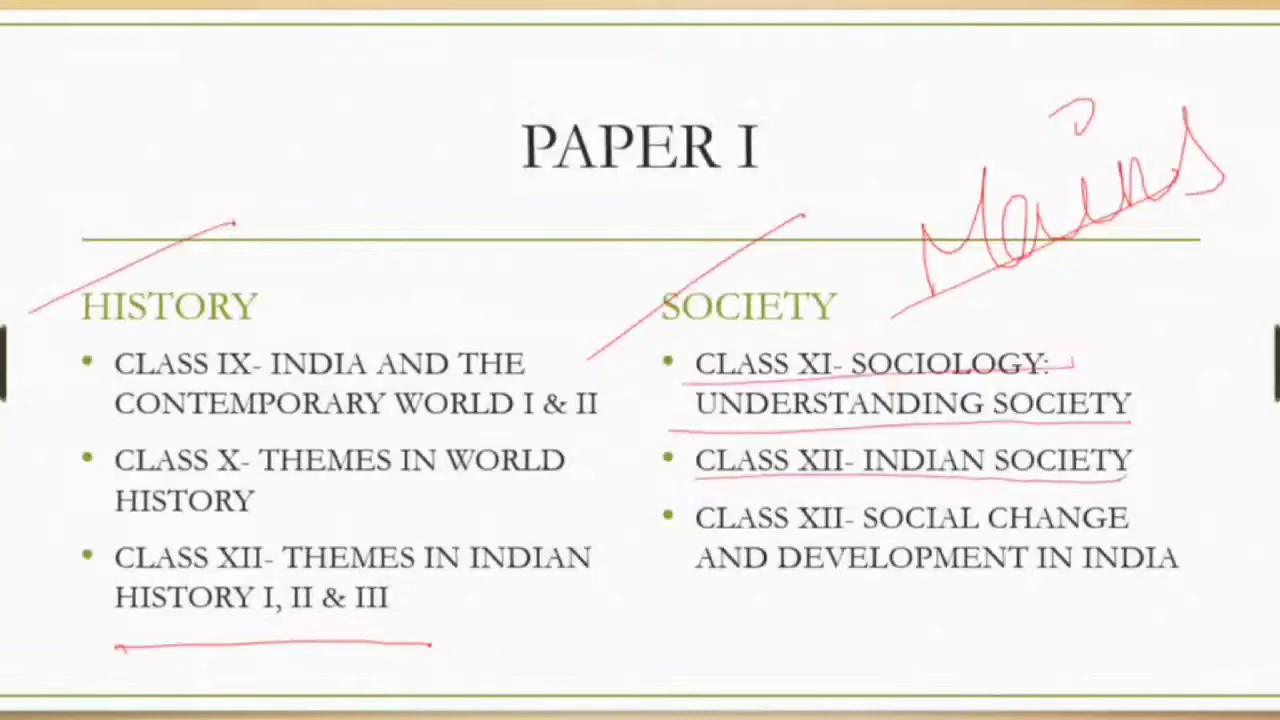 PAPER I
Mains
HISTORY
• CLASS IX- INDIA AND THE
CONTEMPORARY WORLD I & II
• CLASS X- THEMES IN WORLD
HISTORY
• CLASS XII- THEMES IN INDIAN
HISTORY I, II & III
SOCIETY
• CLASS XI- SOCIOLOGY:
UNDERSTANDING SOCIETY
• CLASS XII- INDIAN SOCIETY
• CLASS XII- SOCIAL CHANGE
AND DEVELOPMENT IN INDIA